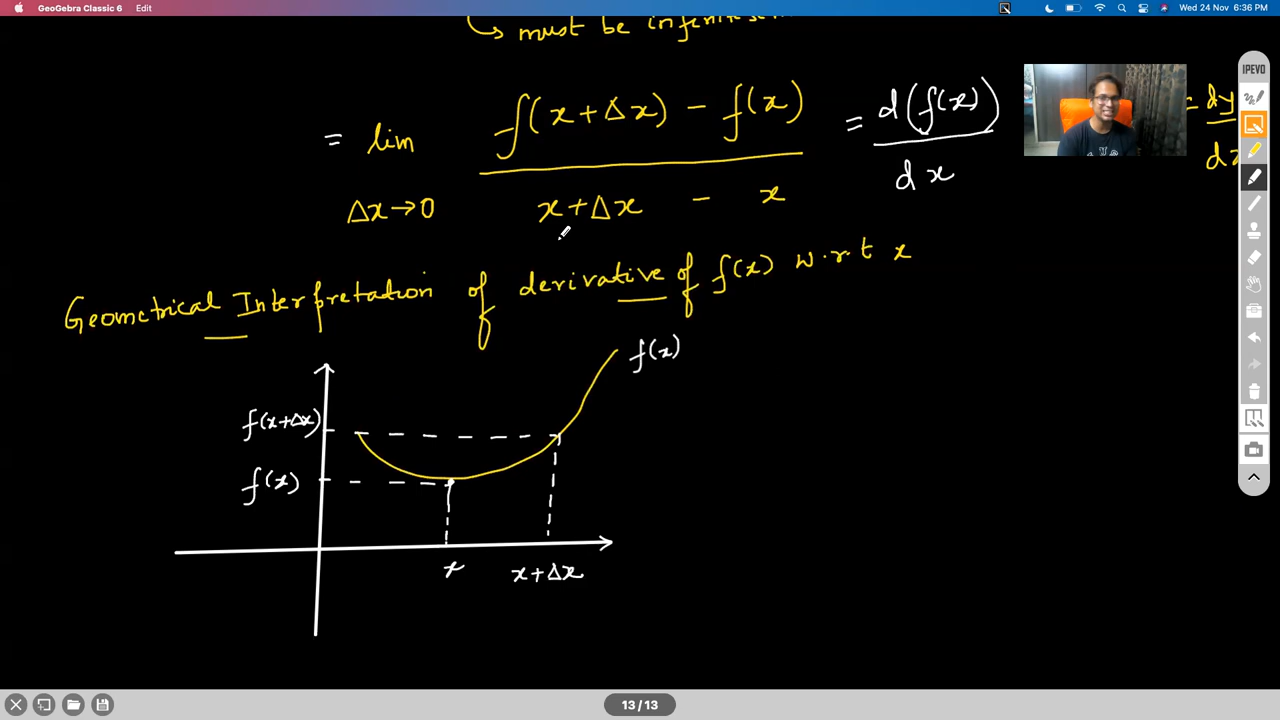 GeoGebra Classic 6 Edit Wed 24 Nov 6:36 PM
↳ must be
IPEVO
= lim Δx→0 f(x+Δx) - f(x) / x+Δx - x = d(f(x)) / dx = dy / d
Geometrical Interpretation of derivative of f(x) w.r.t x
f(x)
f(x+Δx)
f(x)
x x+Δx
13/13